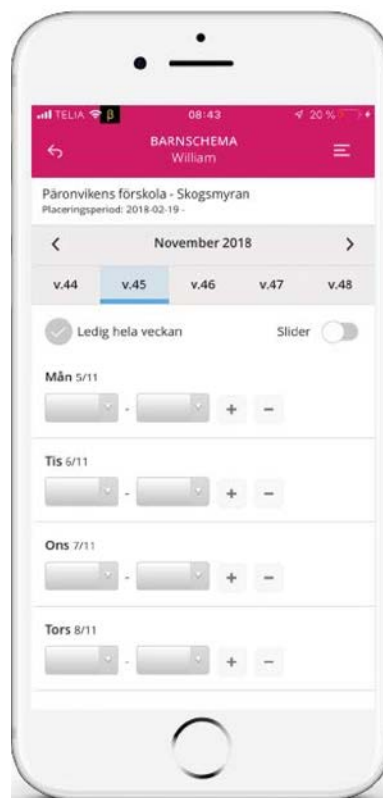 TELIA β 08:43 20 %
BARNSCHEMA
William
Päronvikens förskola - Skogsmyran
Placeringsperiod: 2018-02-19 -
< November 2018 >
v.44 v.45 v.46 v.47 v.48
Ledig hela veckan Slider
Mån 5/11
- + −
Tis 6/11
- + −
Ons 7/11
- + −
Tors 8/11
- + −